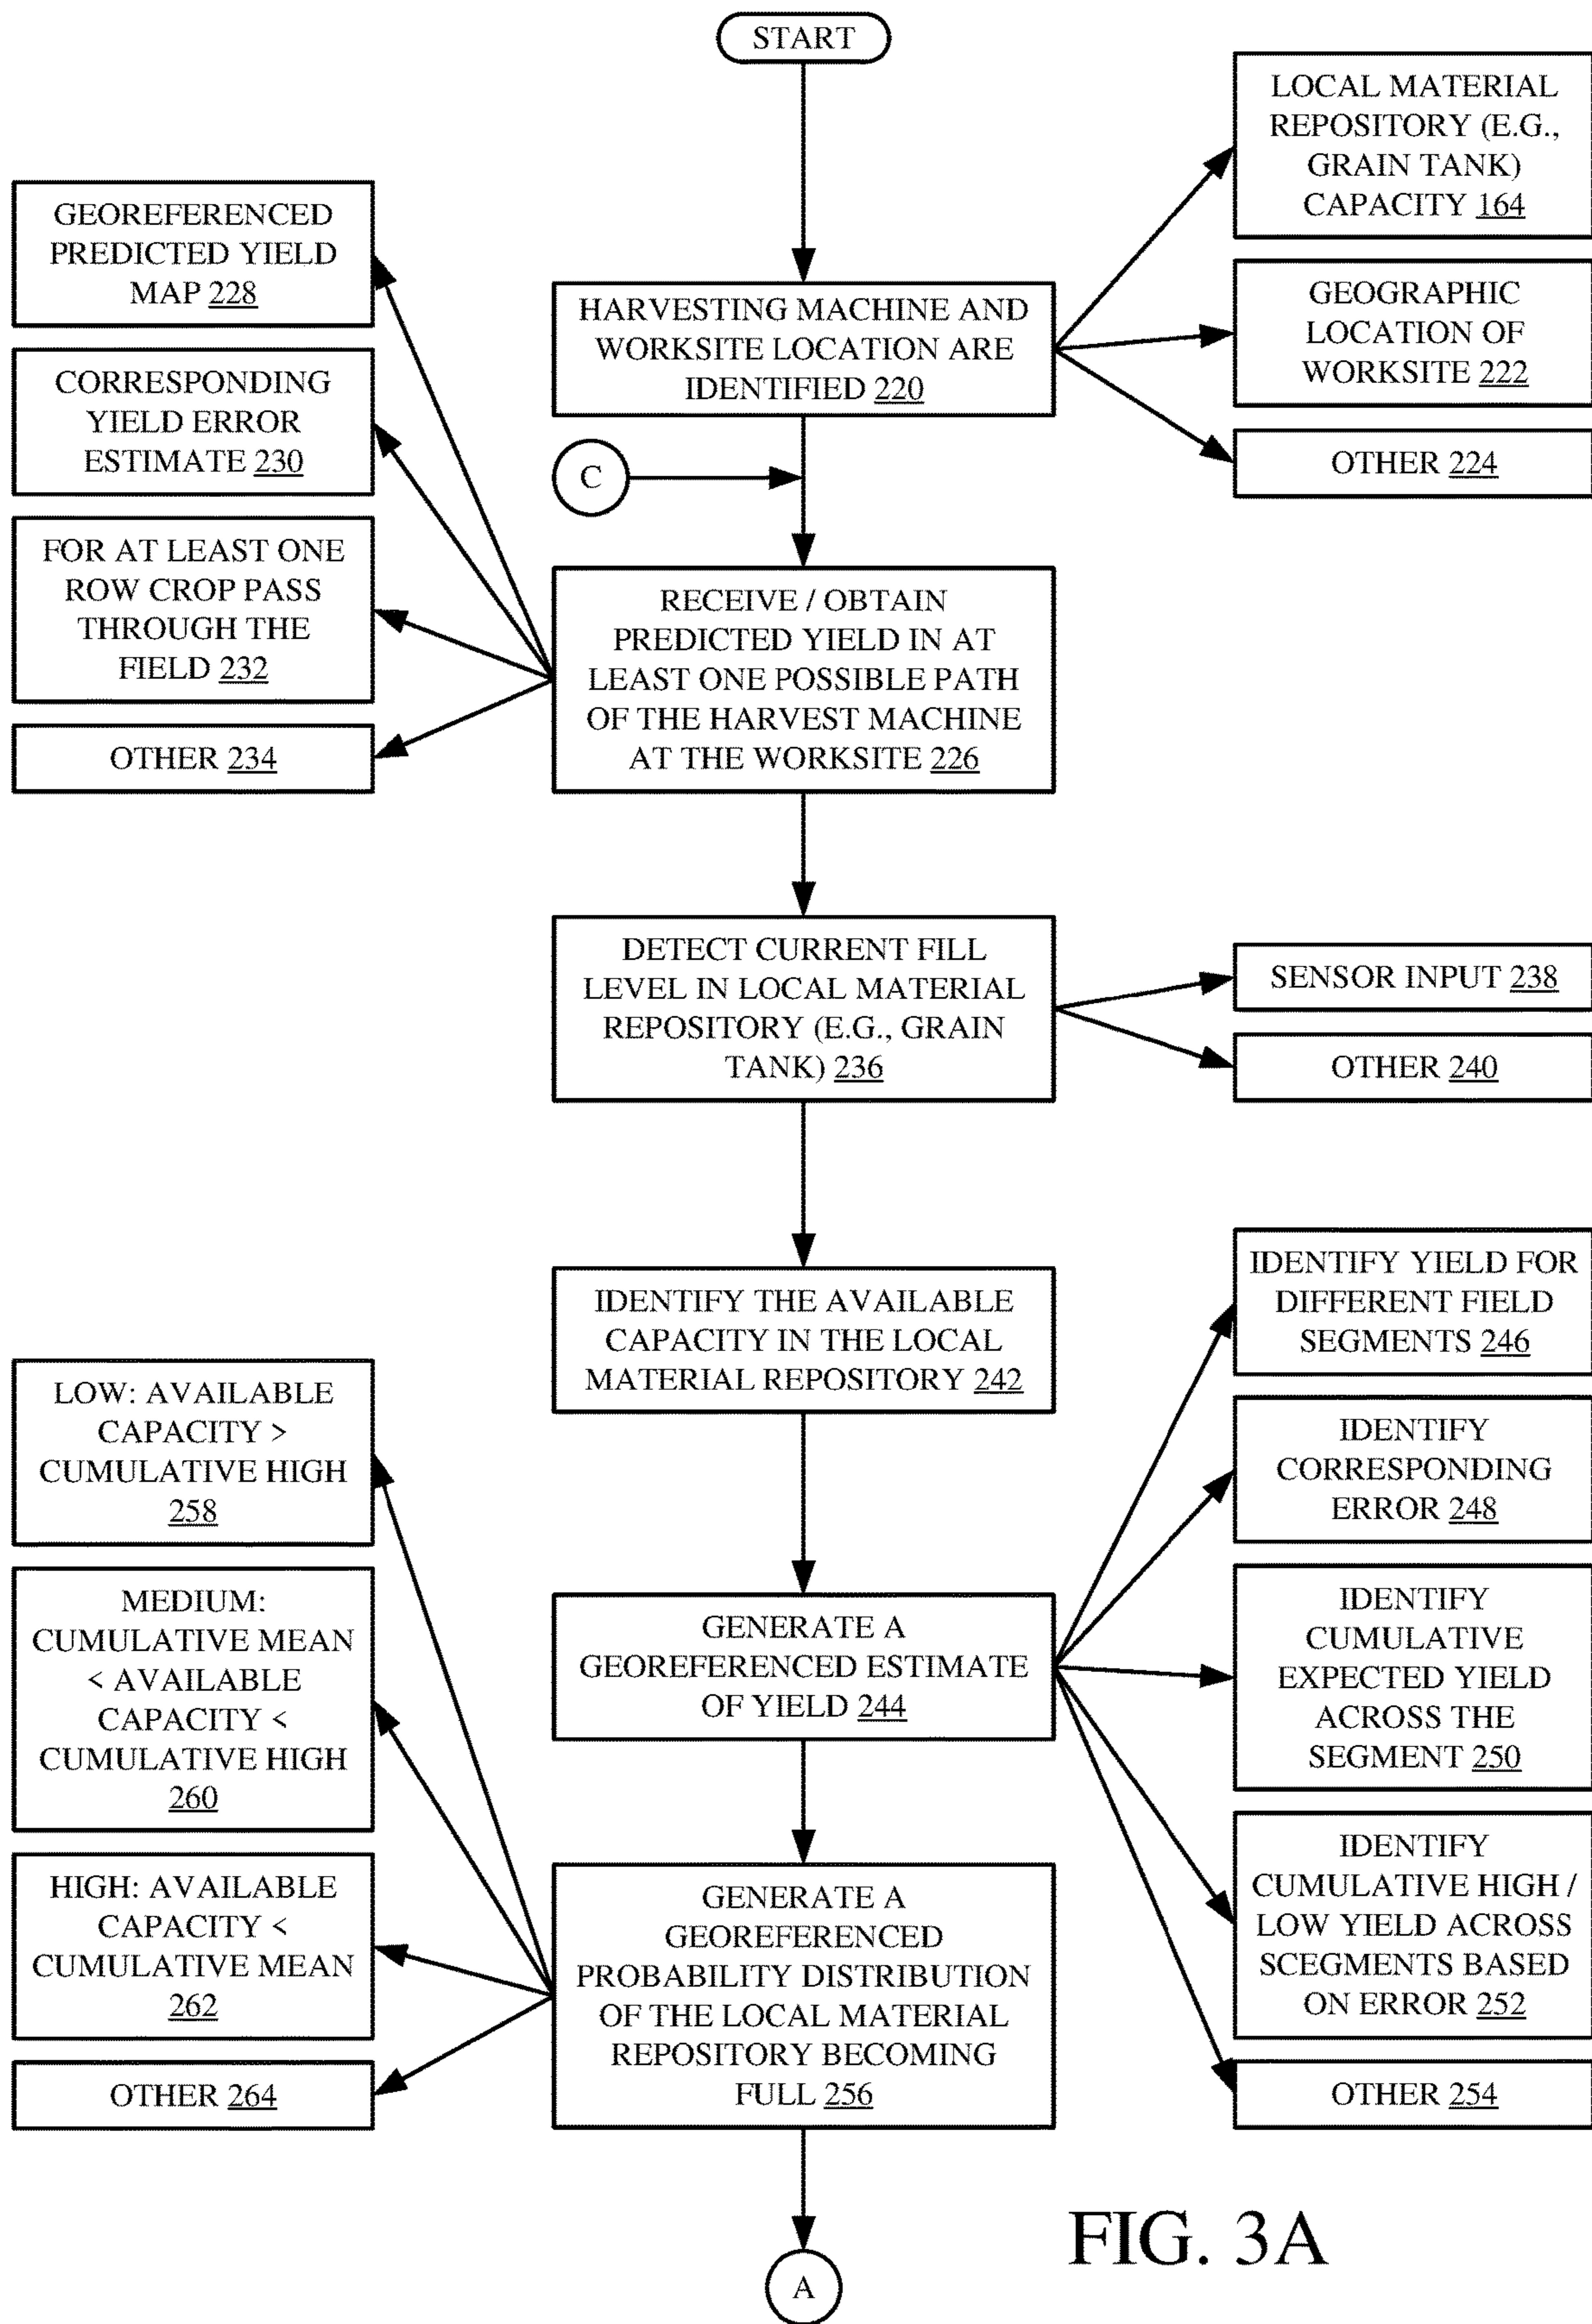 START
LOCAL MATERIAL
REPOSITORY (E.G.,
GRAIN TANK)
CAPACITY 164
GEOREFERENCED
PREDICTED YIELD
MAP 228
HARVESTING MACHINE AND
WORKSITE LOCATION ARE
IDENTIFIED 220
GEOGRAPHIC
LOCATION OF
WORKSITE 222
CORRESPONDING
YIELD ERROR
ESTIMATE 230
OTHER 224
C
FOR AT LEAST ONE
ROW CROP PASS
THROUGH THE
FIELD 232
RECEIVE / OBTAIN
PREDICTED YIELD IN AT
LEAST ONE POSSIBLE PATH
OF THE HARVEST MACHINE
AT THE WORKSITE 226
OTHER 234
DETECT CURRENT FILL
LEVEL IN LOCAL MATERIAL
REPOSITORY (E.G., GRAIN
TANK) 236
SENSOR INPUT 238
OTHER 240
IDENTIFY THE AVAILABLE
CAPACITY IN THE LOCAL
MATERIAL REPOSITORY 242
IDENTIFY YIELD FOR
DIFFERENT FIELD
SEGMENTS 246
LOW: AVAILABLE
CAPACITY >
CUMULATIVE HIGH
258
IDENTIFY
CORRESPONDING
ERROR 248
MEDIUM:
CUMULATIVE MEAN
< AVAILABLE
CAPACITY <
CUMULATIVE HIGH
260
GENERATE A
GEOREFERENCED ESTIMATE
OF YIELD 244
IDENTIFY
CUMULATIVE
EXPECTED YIELD
ACROSS THE
SEGMENT 250
HIGH: AVAILABLE
CAPACITY <
CUMULATIVE MEAN
262
GENERATE A
GEOREFERENCED
PROBABILITY DISTRIBUTION
OF THE LOCAL MATERIAL
REPOSITORY BECOMING
FULL 256
IDENTIFY
CUMULATIVE HIGH /
LOW YIELD ACROSS
SCEGMENTS BASED
ON ERROR 252
OTHER 264
OTHER 254
FIG. 3A
A